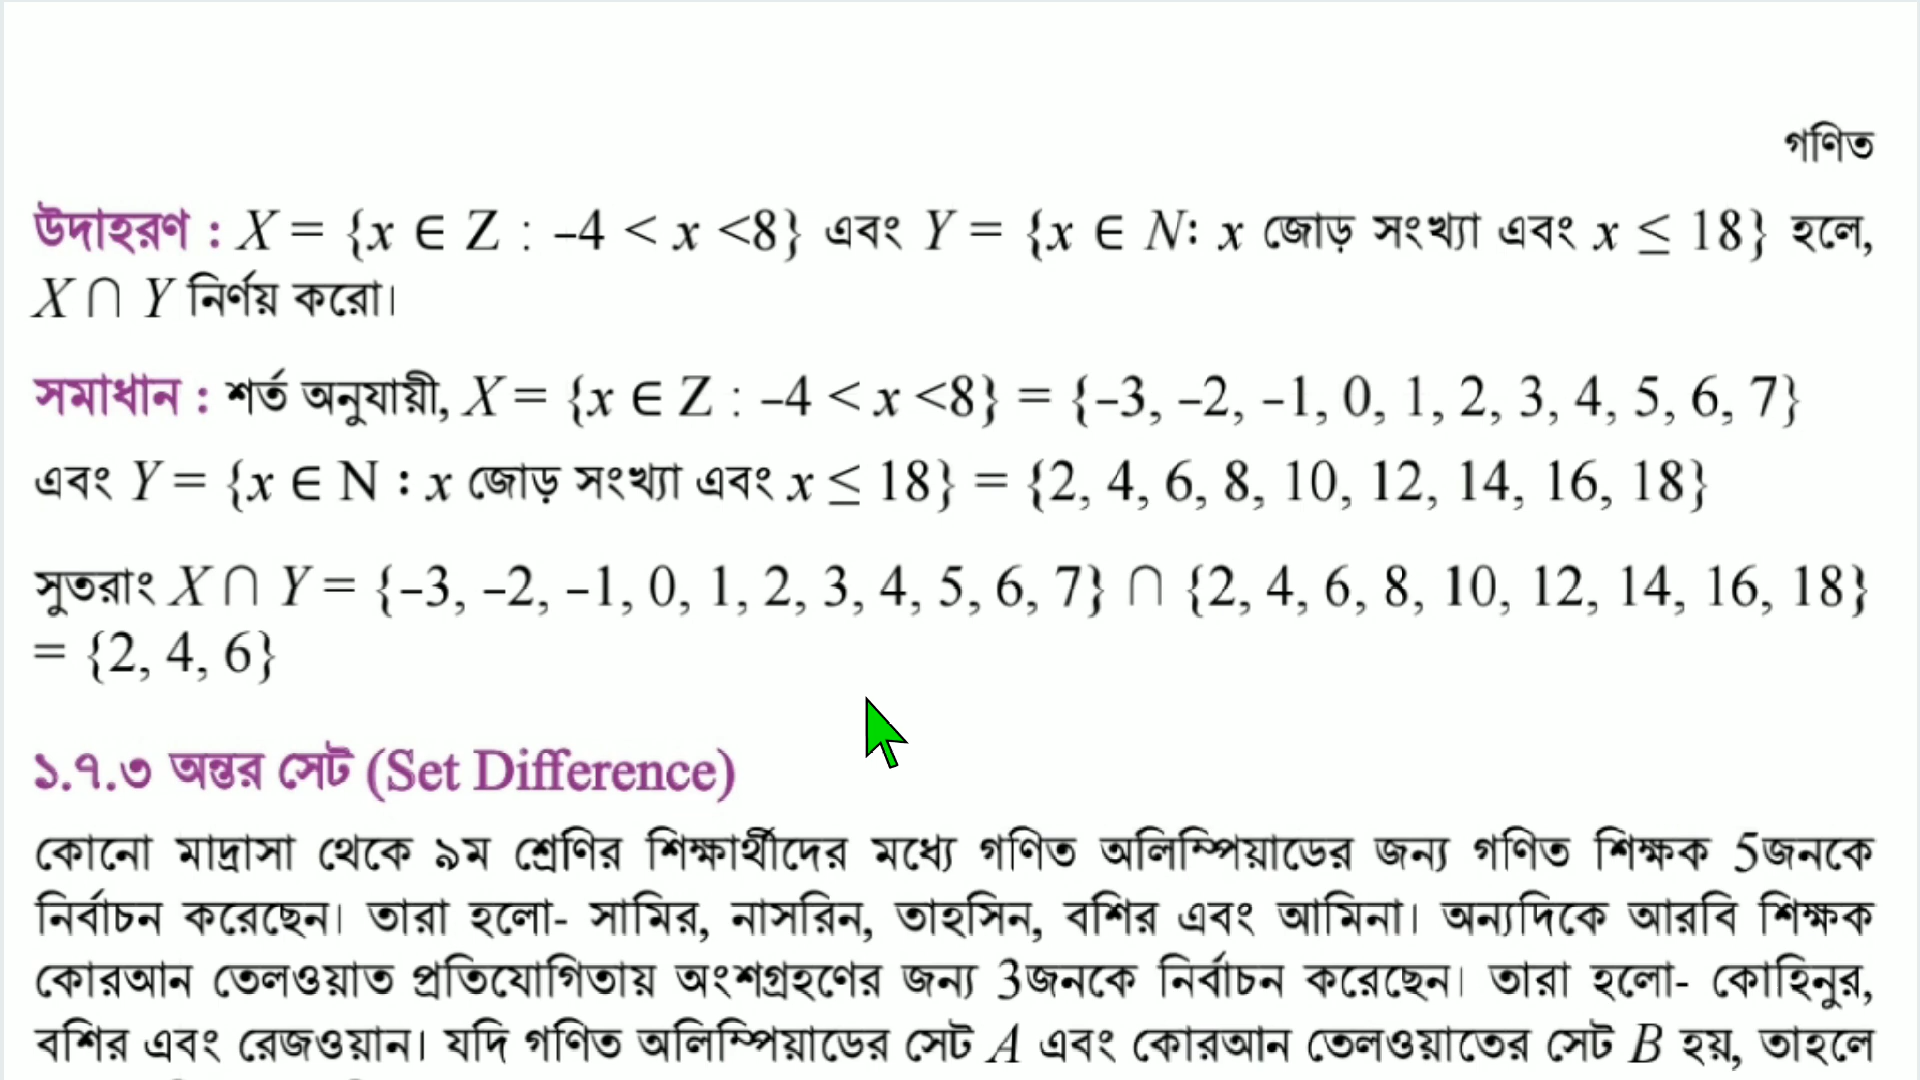 গণিত
উদাহরণ : X = {x ∈ Z : –4 < x <8} এবং Y = {x ∈ N: x জোড় সংখ্যা এবং x ≤ 18} হলে,
X ∩ Y নির্ণয় করো।
সমাধান : শর্ত অনুযায়ী, X = {x ∈ Z : –4 < x <8} = {–3, –2, –1, 0, 1, 2, 3, 4, 5, 6, 7}
এবং Y = {x ∈ N : x জোড় সংখ্যা এবং x ≤ 18} = {2, 4, 6, 8, 10, 12, 14, 16, 18}
সুতরাং X ∩ Y = {–3, –2, –1, 0, 1, 2, 3, 4, 5, 6, 7} ∩ {2, 4, 6, 8, 10, 12, 14, 16, 18}
= {2, 4, 6}
১.৭.৩ অন্তর সেট (Set Difference)
কোনো মাদ্রাসা থেকে ৯ম শ্রেণির শিক্ষার্থীদের মধ্যে গণিত অলিম্পিয়াডের জন্য গণিত শিক্ষক 5জনকে
নির্বাচন করেছেন। তারা হলো- সামির, নাসরিন, তাহসিন, বশির এবং আমিনা। অন্যদিকে আরবি শিক্ষক
কোরআন তেলওয়াত প্রতিযোগিতায় অংশগ্রহণের জন্য 3জনকে নির্বাচন করেছেন। তারা হলো- কোহিনুর,
বশির এবং রেজওয়ান। যদি গণিত অলিম্পিয়াডের সেট A এবং কোরআন তেলওয়াতের সেট B হয়, তাহলে